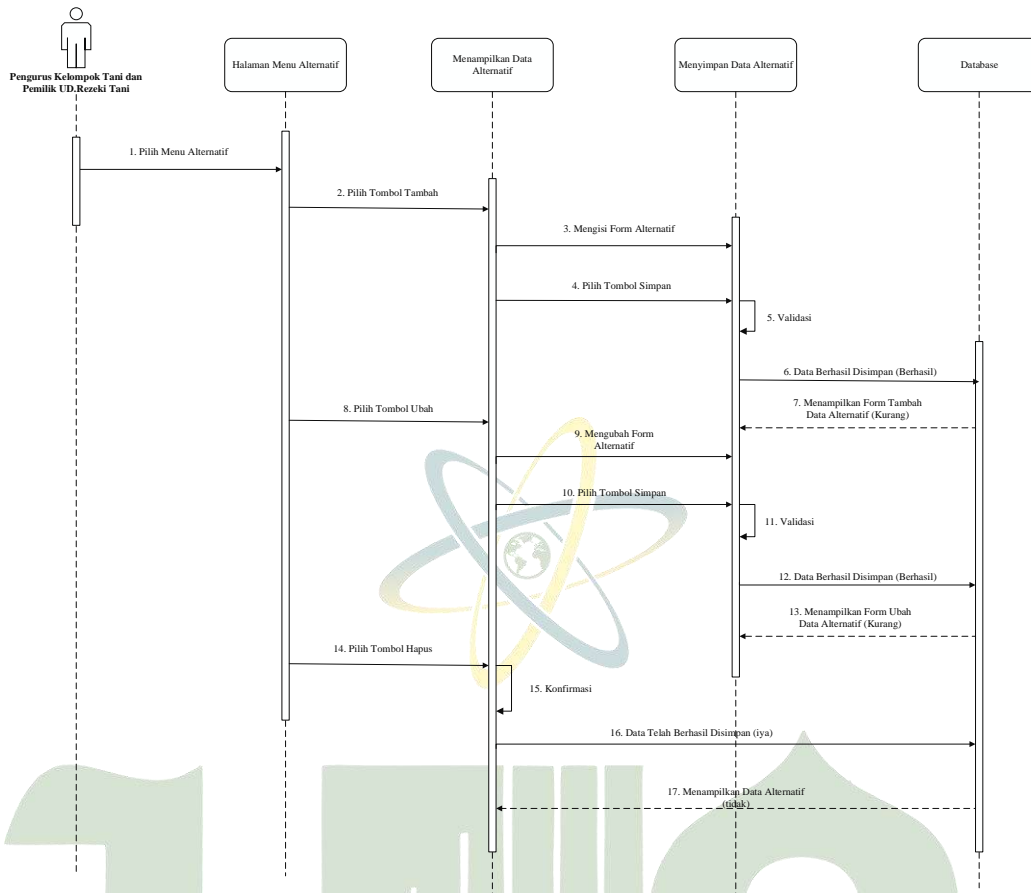 Pengurus Kelompok Tani dan
Pemilik UD.Rezeki Tani
Halaman Menu Alternatif
Menampilkan Data
Alternatif
Menyimpan Data Alternatif
Database
1. Pilih Menu Alternatif
2. Pilih Tombol Tambah
3. Mengisi Form Alternatif
4. Pilih Tombol Simpan
5. Validasi
6. Data Berhasil Disimpan (Berhasil)
7. Menampilkan Form Tambah
Data Alternatif (Kurang)
8. Pilih Tombol Ubah
9. Mengubah Form
Alternatif
10. Pilih Tombol Simpan
11. Validasi
12. Data Berhasil Disimpan (Berhasil)
13. Menampilkan Form Ubah
Data Alternatif (Kurang)
14. Pilih Tombol Hapus
15. Konfirmasi
16. Data Telah Berhasil Disimpan (iya)
17. Menampilkan Data Alternatif
(tidak)